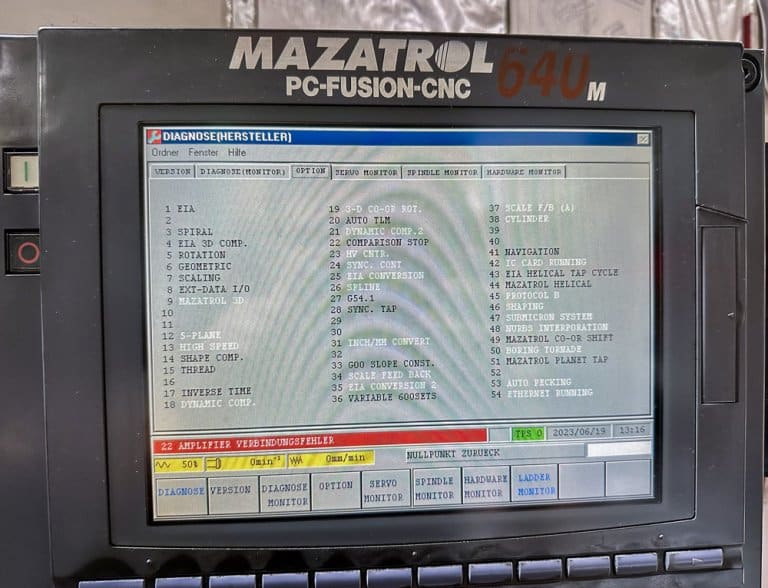 MAZATROL 640M
PC-FUSION-CNC
DIAGNOSE(HERSTELLER)
Ordner Fenster Hilfe
VERSION DIAGNOSE(MONITOR) OPTION SERVO MONITOR SPINDLE MONITOR HARDWARE MONITOR
1 EIA
2
3 SPIRAL
4 EIA 3D COMP.
5 ROTATION
6 GEOMETRIC
7 SCALING
8 EXT-DATA I/O
9 MAZATROL 3D
10
11
12 5-PLANE
13 HIGH SPEED
14 SHAPE COMP.
15 THREAD
16
17 INVERSE TIME
18 DYNAMIC COMP.
19 3-D CO-OR ROT.
20 AUTO TLM
21 DYNAMIC COMP.2
22 COMPARISON STOP
23 HV CNTR.
24 SYNC. CONT
25 EIA CONVERSION
26 SPLINE
27 G54.1
28 SYNC. TAP
29
30
31 INCH/MM CONVERT
32
33 G00 SLOPE CONST.
34 SCALE FEED BACK
35 EIA CONVERSION 2
36 VARIABLE 600SETS
37 SCALE F/B (A)
38 CYLINDER
39
40
41 NAVIGATION
42 IC CARD RUNNING
43 EIA HELICAL TAP CYCLE
44 MAZATROL HELICAL
45 PROTOCOL B
46 SHAPING
47 SUBMICRON SYSTEM
48 NURBS INTERPORATION
49 MAZATROL CO-OR SHIFT
50 BORING TORNADE
51 MAZATROL PLANET TAP
52
53 AUTO PECKING
54 ETHERNET RUNNING
22 AMPLIFIER VERBINDUNGSFEHLER
TPS 0 2023/06/19 13:16
50% 0min⁻¹ 0mm/min NULLPUNKT ZURUECK
DIAGNOSE VERSION DIAGNOSE MONITOR OPTION SERVO MONITOR SPINDLE MONITOR HARDWARE MONITOR LADDER MONITOR